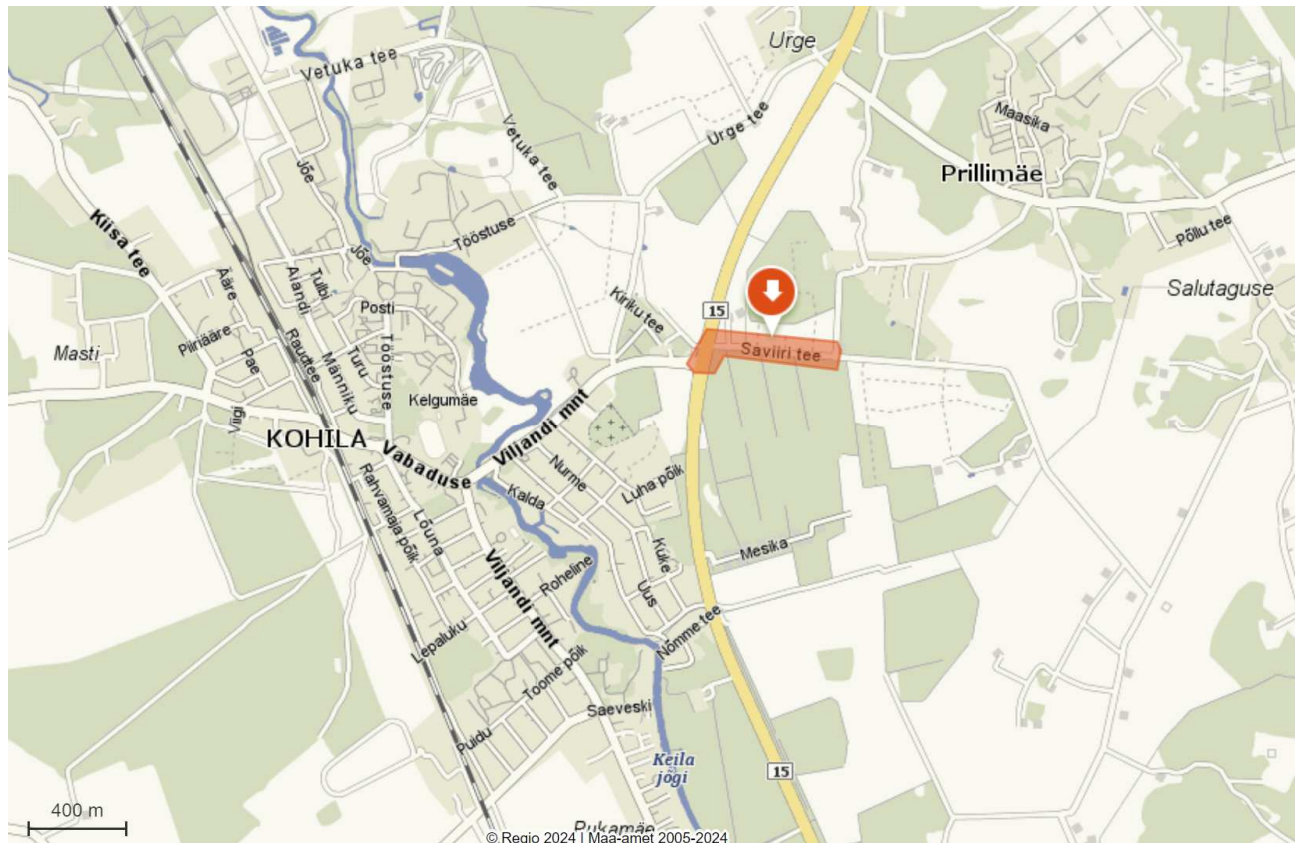 Urge
Vetuka tee
Maasika
Vetuka tee
Urge tee
Jõe
Prillimäe
Kiisa tee
Tööstuse
Põllu tee
Jõe
Ääre
Alandi
Tulbi
Posti
Kiriku tee
15
Salutaguse
Masti
Piiriääre
Pae
Raudtee
Männiku
Turu
Tööstuse
Saviiri tee
Kelgumäe
Viigi
KOHILA
Vabaduse
Viljandi mnt
Nurme
Luha põik
Kalda
Rahvamaja põik
Lõuna
Küke
Mesika
Viljandi mnt
Roheline
Uus
Lepaluku
Nõmme tee
Toome põik
Saeveski
Puidu
Keila
jõgi
15
400 m
Pukamäe
© Regio 2024 | Maa-amet 2005-2024